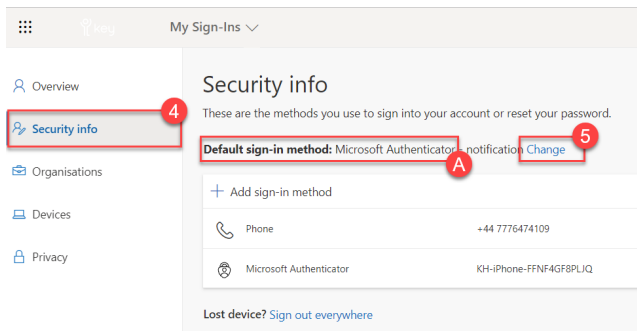 key
My Sign-Ins
Overview
Security info
Organisations
Devices
Privacy
4
Security info
These are the methods you use to sign into your account or reset your password.
Default sign-in method: Microsoft Authenticator - notification Change
A
5
Add sign-in method
Phone +44 7776474109
Microsoft Authenticator KH-iPhone-FFNF4GF8PLJQ
Lost device? Sign out everywhere